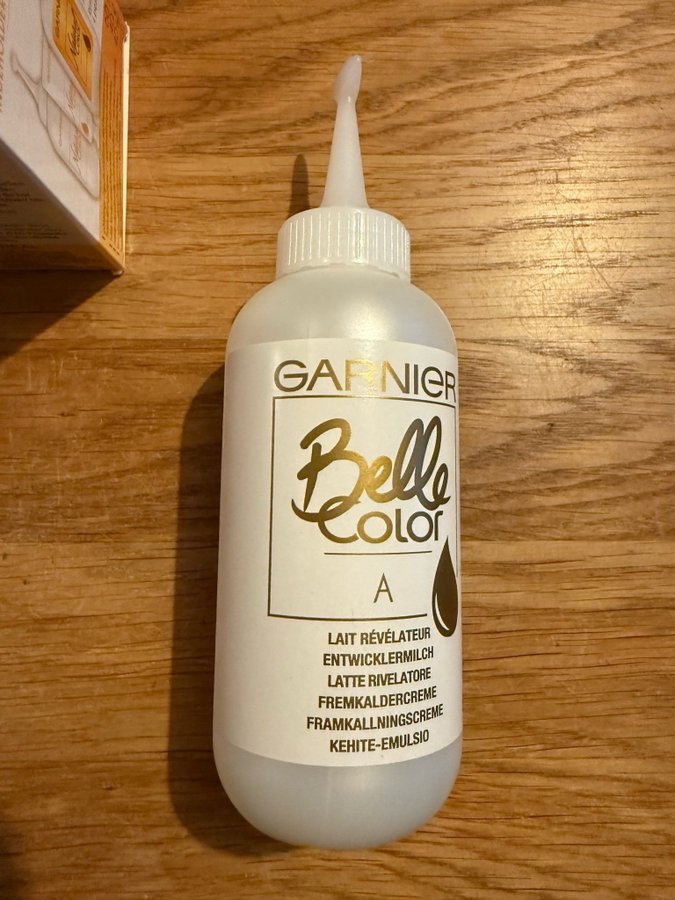 GARNIER
Belle
Color
A
LAIT RÉVÉLATEUR
ENTWICKLERMILCH
LATTE RIVELATORE
FREMKALDERCREME
FRAMKALLNINGSCREME
KEHITE-EMULSIO